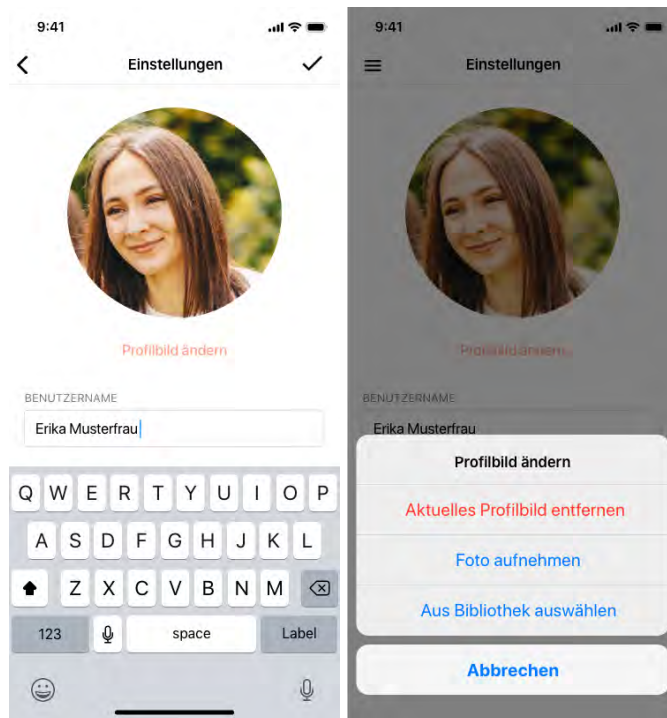 9:41
Einstellungen
Profilbild ändern
BENUTZERNAME
Erika Musterfrau
Q W E R T Y U I O P
A S D F G H J K L
Z X C V B N M
123 space Label
9:41
Einstellungen
Profilbild ändern
BENUTZERNAME
Erika Musterfrau
Profilbild ändern
Aktuelles Profilbild entfernen
Foto aufnehmen
Aus Bibliothek auswählen
Abbrechen